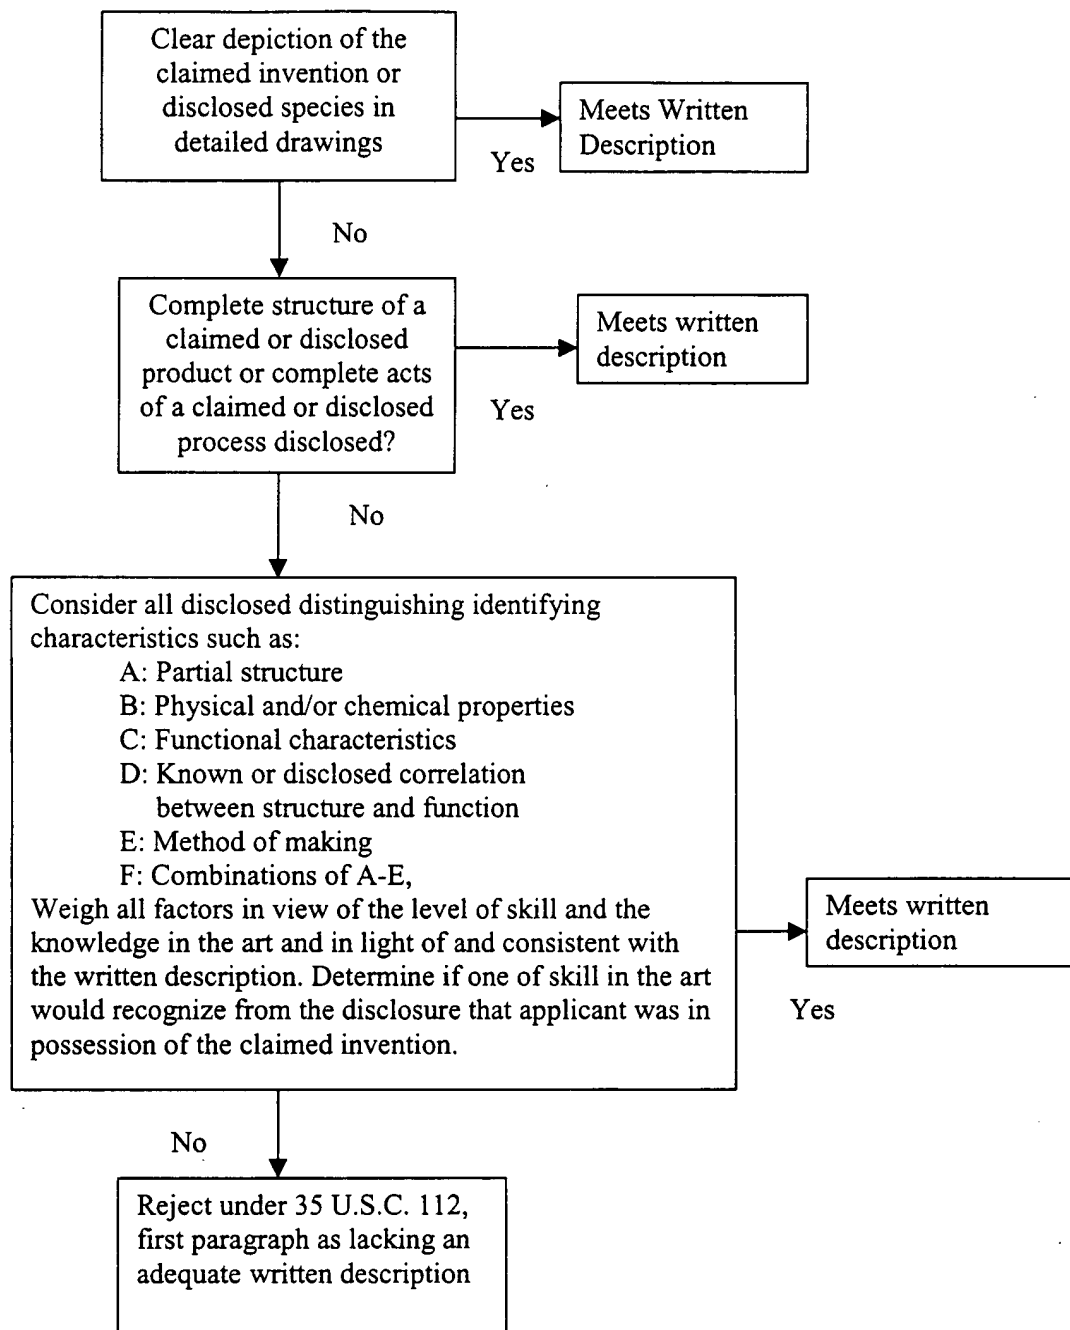 Clear depiction of the
claimed invention or
disclosed species in
detailed drawings
Meets Written
Description
Yes
No
Complete structure of a
claimed or disclosed
product or complete acts
of a claimed or disclosed
process disclosed?
Meets written
description
Yes
No
Consider all disclosed distinguishing identifying
characteristics such as:
A: Partial structure
B: Physical and/or chemical properties
C: Functional characteristics
D: Known or disclosed correlation
between structure and function
E: Method of making
F: Combinations of A-E,
Weigh all factors in view of the level of skill and the
knowledge in the art and in light of and consistent with
the written description. Determine if one of skill in the art
would recognize from the disclosure that applicant was in
possession of the claimed invention.
Meets written
description
Yes
No
Reject under 35 U.S.C. 112,
first paragraph as lacking an
adequate written description